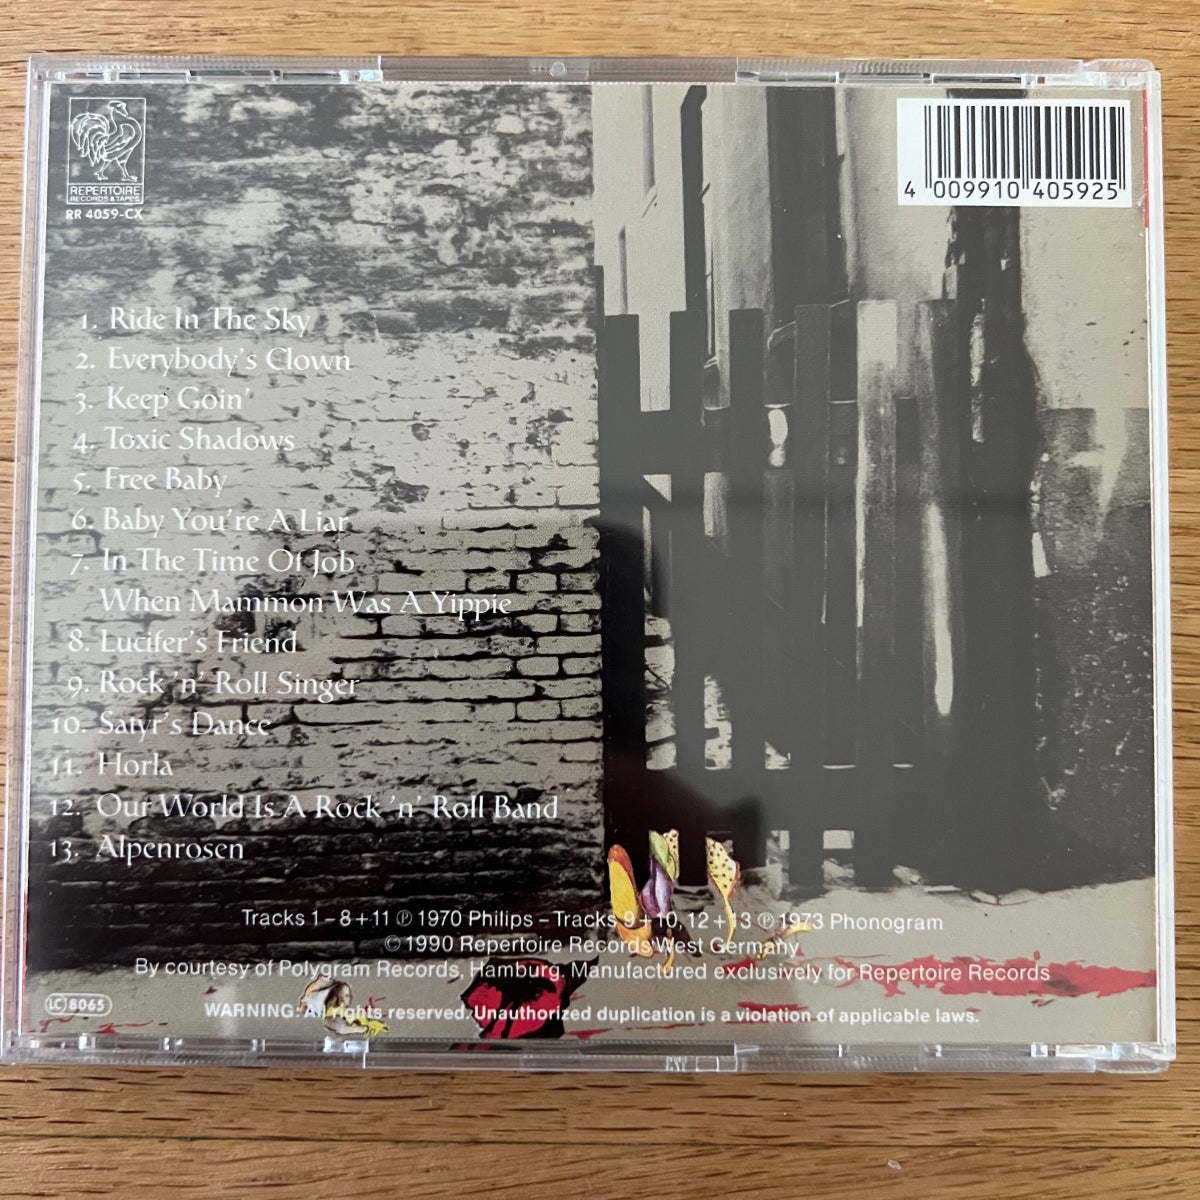 REPERTOIRE
RECORDS & TAPES
RR 4059-CX
4 009910 405925
1. Ride In The Sky
2. Everybody's Clown
3. Keep Goin'
4. Toxic Shadows
5. Free Baby
6. Baby You're A Liar
7. In The Time Of Job
When Mammon Was A Yippie
8. Lucifer's Friend
9. Rock 'n' Roll Singer
10. Satyr's Dance
11. Horla
12. Our World Is A Rock 'n' Roll Band
13. Alpenrosen
Tracks 1 – 8 + 11 ℗ 1970 Philips – Tracks 9 + 10, 12 + 13 ℗ 1973 Phonogram
© 1990 Repertoire Records West Germany
By courtesy of Polygram Records, Hamburg. Manufactured exclusively for Repertoire Records
LC 8065
WARNING: All rights reserved. Unauthorized duplication is a violation of applicable laws.